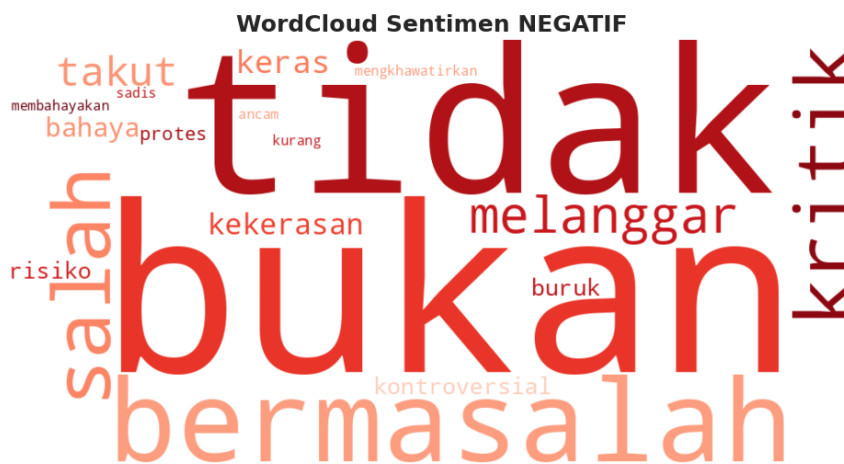 WordCloud Sentimen NEGATIF
takut
keras
mengkhawatirkan
tidak
kritik
sadis
membahayakan
ancam
bahaya
protes
kurang
salah
kekerasan
melanggar
bukan
risiko
buruk
kontroversial
bermasalah